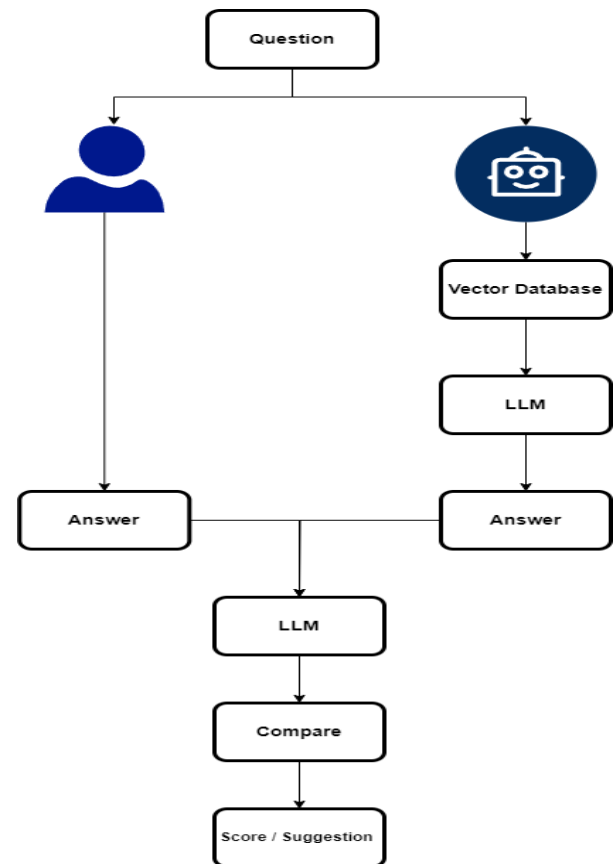 Question
Vector Database
LLM
Answer
Answer
LLM
Compare
Score / Suggestion